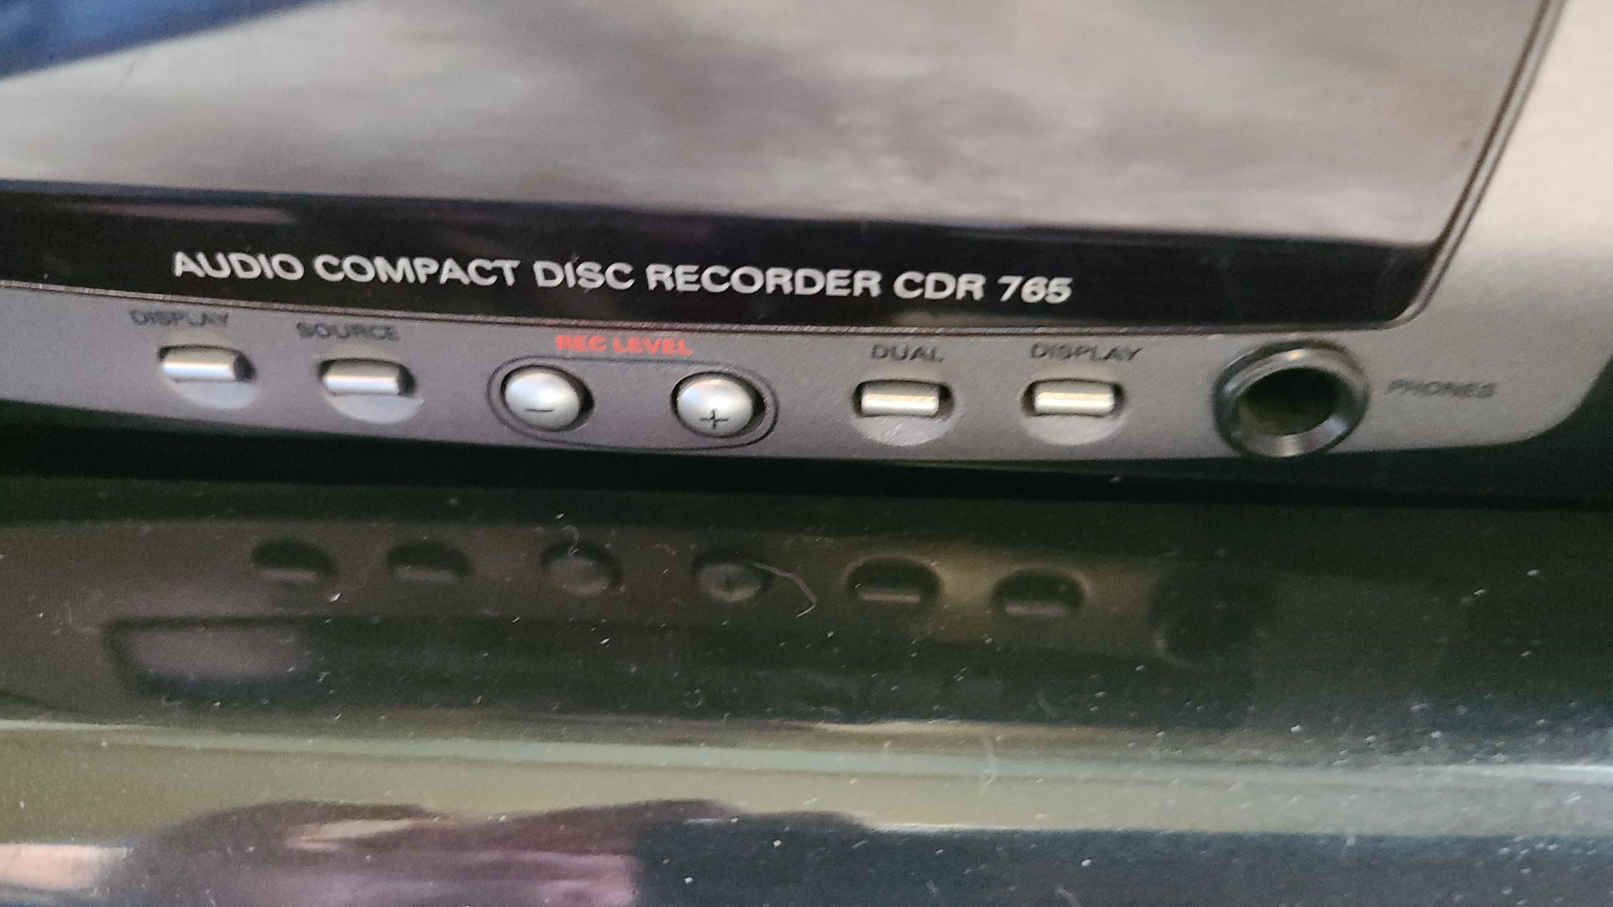 AUDIO COMPACT DISC RECORDER CDR 765
DISPLAY SOURCE REC LEVEL DUAL DISPLAY PHONES
− +